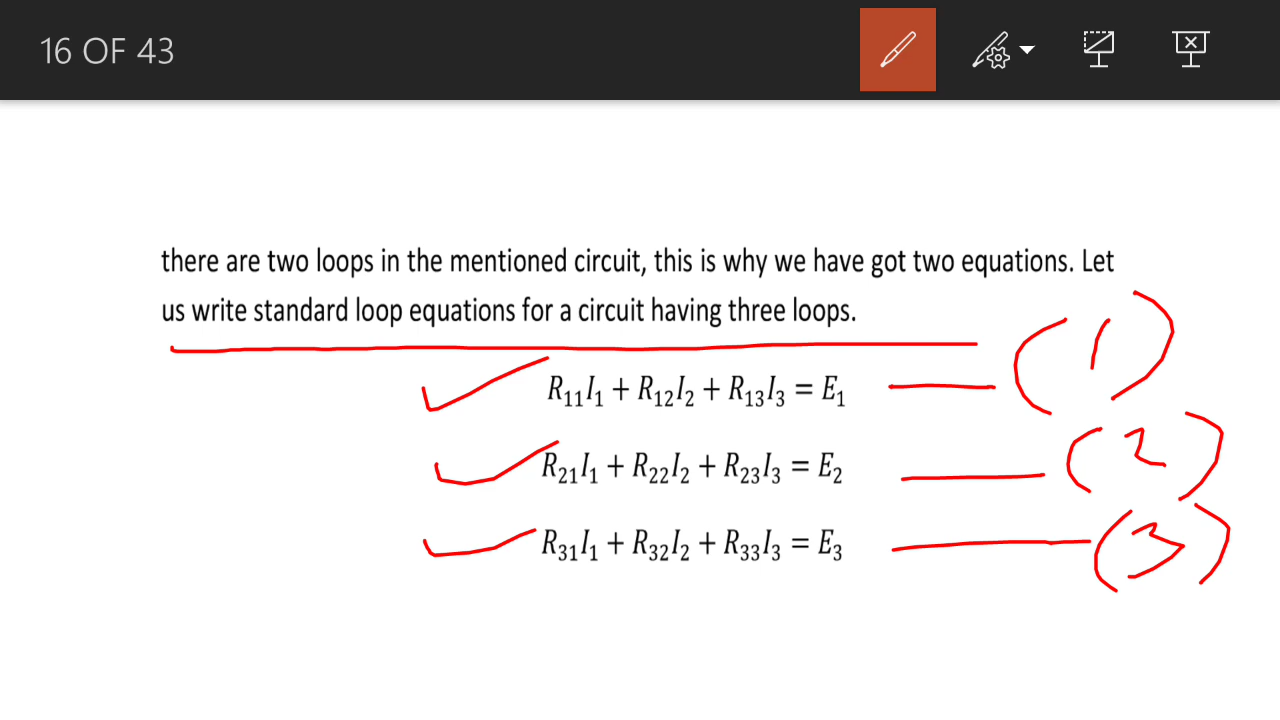 16 OF 43
there are two loops in the mentioned circuit, this is why we have got two equations. Let
us write standard loop equations for a circuit having three loops.
R₁₁I₁ + R₁₂I₂ + R₁₃I₃ = E₁ (1)
R₂₁I₁ + R₂₂I₂ + R₂₃I₃ = E₂ (2)
R₃₁I₁ + R₃₂I₂ + R₃₃I₃ = E₃ (3)